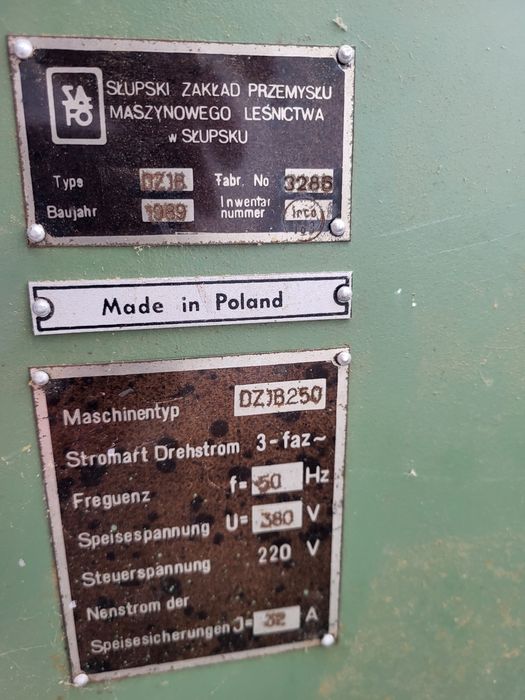 SŁUPSKI ZAKŁAD PRZEMYSŁU
MASZYNOWEGO LEŚNICTWA
w SŁUPSKU
Type DZJB Fabr. No 3286
Baujahr 1989 Inwentar
nummer
Made in Poland
Maschinentyp DZJB250
Stromart Drehstrom 3-faz~
Freguenz f= 50 Hz
Speisespannung U= 380 V
Steuerspannung 220 V
Nenstrom der
Speisesicherungen J= 32 A